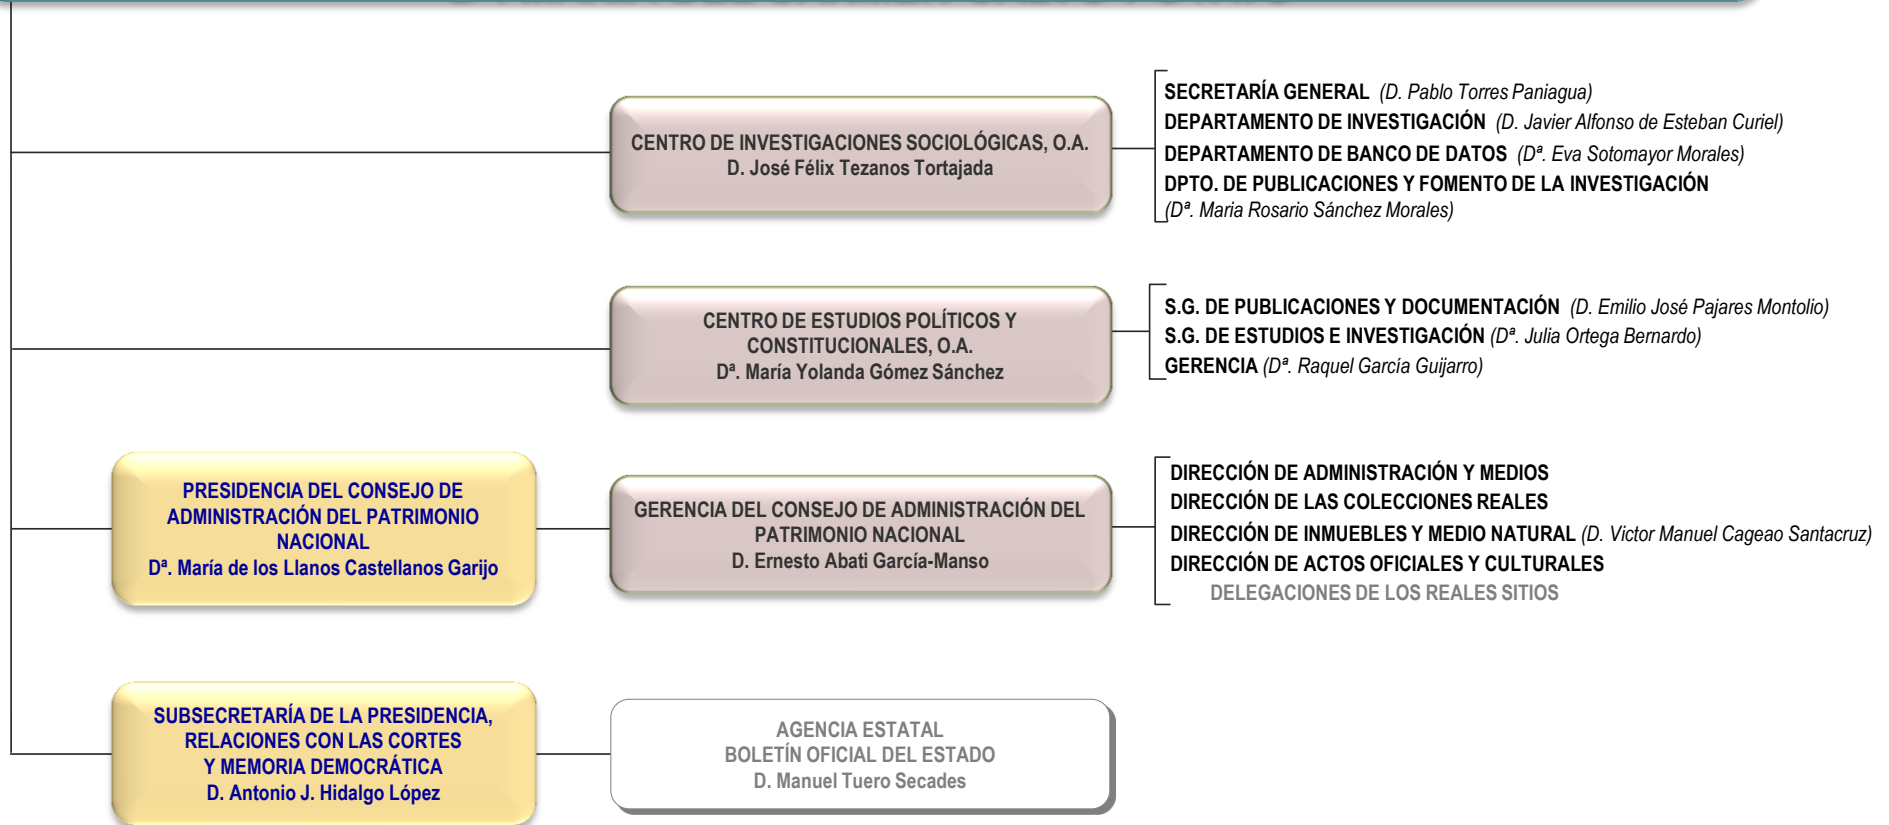 CENTRO DE INVESTIGACIONES SOCIOLÓGICAS, O.A.
D. José Félix Tezanos Tortajada
SECRETARÍA GENERAL (D. Pablo Torres Paniagua)
DEPARTAMENTO DE INVESTIGACIÓN (D. Javier Alfonso de Esteban Curiel)
DEPARTAMENTO DE BANCO DE DATOS (Dª. Eva Sotomayor Morales)
DPTO. DE PUBLICACIONES Y FOMENTO DE LA INVESTIGACIÓN
(Dª. Maria Rosario Sánchez Morales)
CENTRO DE ESTUDIOS POLÍTICOS Y
CONSTITUCIONALES, O.A.
Dª. María Yolanda Gómez Sánchez
S.G. DE PUBLICACIONES Y DOCUMENTACIÓN (D. Emilio José Pajares Montolio)
S.G. DE ESTUDIOS E INVESTIGACIÓN (Dª. Julia Ortega Bernardo)
GERENCIA (Dª. Raquel García Guijarro)
PRESIDENCIA DEL CONSEJO DE
ADMINISTRACIÓN DEL PATRIMONIO
NACIONAL
Dª. María de los Llanos Castellanos Garijo
GERENCIA DEL CONSEJO DE ADMINISTRACIÓN DEL
PATRIMONIO NACIONAL
D. Ernesto Abati García-Manso
DIRECCIÓN DE ADMINISTRACIÓN Y MEDIOS
DIRECCIÓN DE LAS COLECCIONES REALES
DIRECCIÓN DE INMUEBLES Y MEDIO NATURAL (D. Victor Manuel Cageao Santacruz)
DIRECCIÓN DE ACTOS OFICIALES Y CULTURALES
DELEGACIONES DE LOS REALES SITIOS
SUBSECRETARÍA DE LA PRESIDENCIA,
RELACIONES CON LAS CORTES
Y MEMORIA DEMOCRÁTICA
D. Antonio J. Hidalgo López
AGENCIA ESTATAL
BOLETÍN OFICIAL DEL ESTADO
D. Manuel Tuero Secades